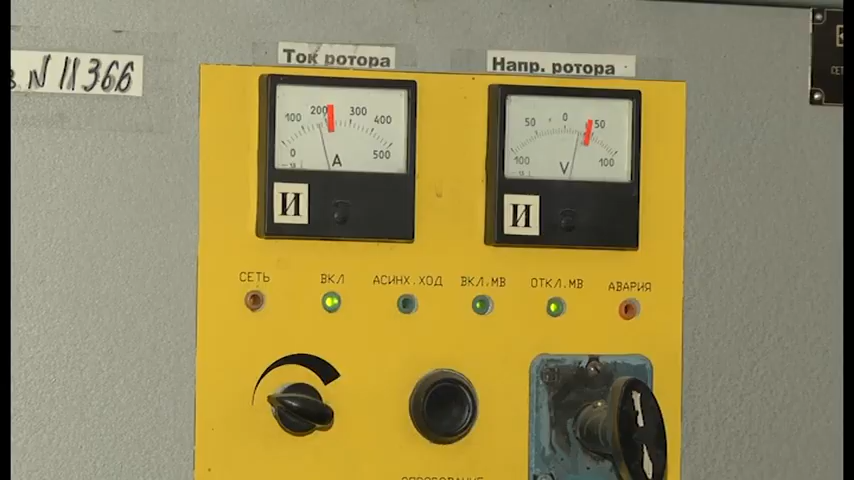 N 11366
Ток ротора
Напр. ротора
0 100 200 300 400 500
A
100 50 0 50 100
V
И
И
СЕТЬ
ВКЛ
АСИНХ.ХОД
ВКЛ.МВ
ОТКЛ.МВ
АВАРИЯ